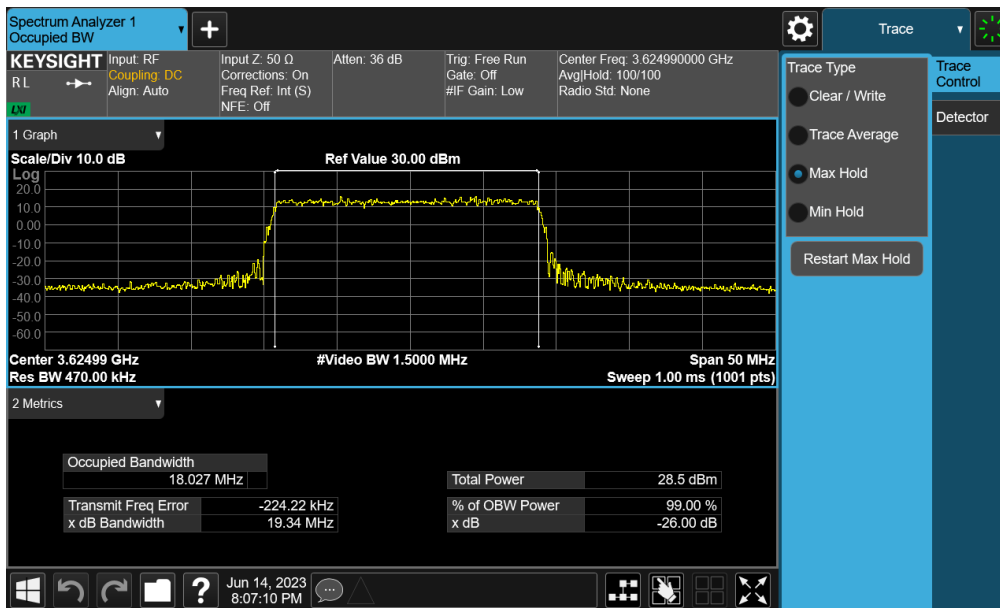 Spectrum Analyzer 1
Occupied BW
+
Trace
KEYSIGHT
R L
LXI
Input: RF
Coupling: DC
Align: Auto
Input Z: 50 Ω
Corrections: On
Freq Ref: Int (S)
NFE: Off
Atten: 36 dB
Trig: Free Run
Gate: Off
#IF Gain: Low
Center Freq: 3.624990000 GHz
Avg|Hold: 100/100
Radio Std: None
Trace Type
Clear / Write
Trace Average
Max Hold
Min Hold
Restart Max Hold
Trace
Control
Detector
1 Graph
Scale/Div 10.0 dB
Ref Value 30.00 dBm
Log
20.0
10.0
0.00
-10.0
-20.0
-30.0
-40.0
-50.0
-60.0
Center 3.62499 GHz
#Video BW 1.5000 MHz
Span 50 MHz
Res BW 470.00 kHz
Sweep 1.00 ms (1001 pts)
2 Metrics
Occupied Bandwidth
18.027 MHz
Total Power 28.5 dBm
Transmit Freq Error -224.22 kHz
% of OBW Power 99.00 %
x dB Bandwidth 19.34 MHz
x dB -26.00 dB
?
Jun 14, 2023
8:07:10 PM